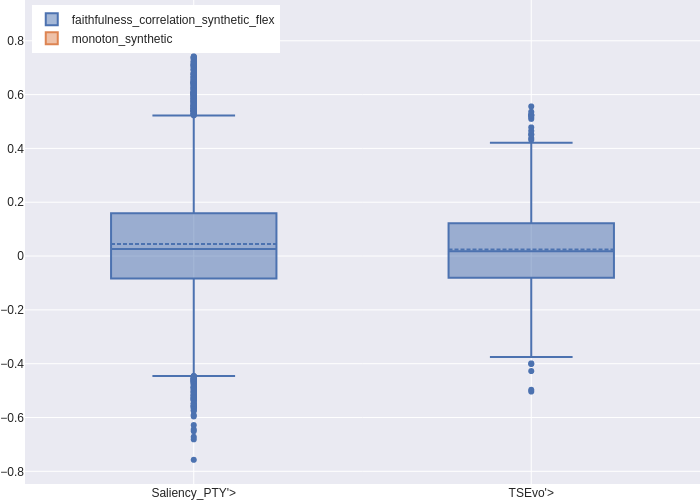 faithfulness_correlation_synthetic_flex
monoton_synthetic
0.8
0.6
0.4
0.2
0
−0.2
−0.4
−0.6
−0.8
Saliency_PTY'>
TSEvo'>